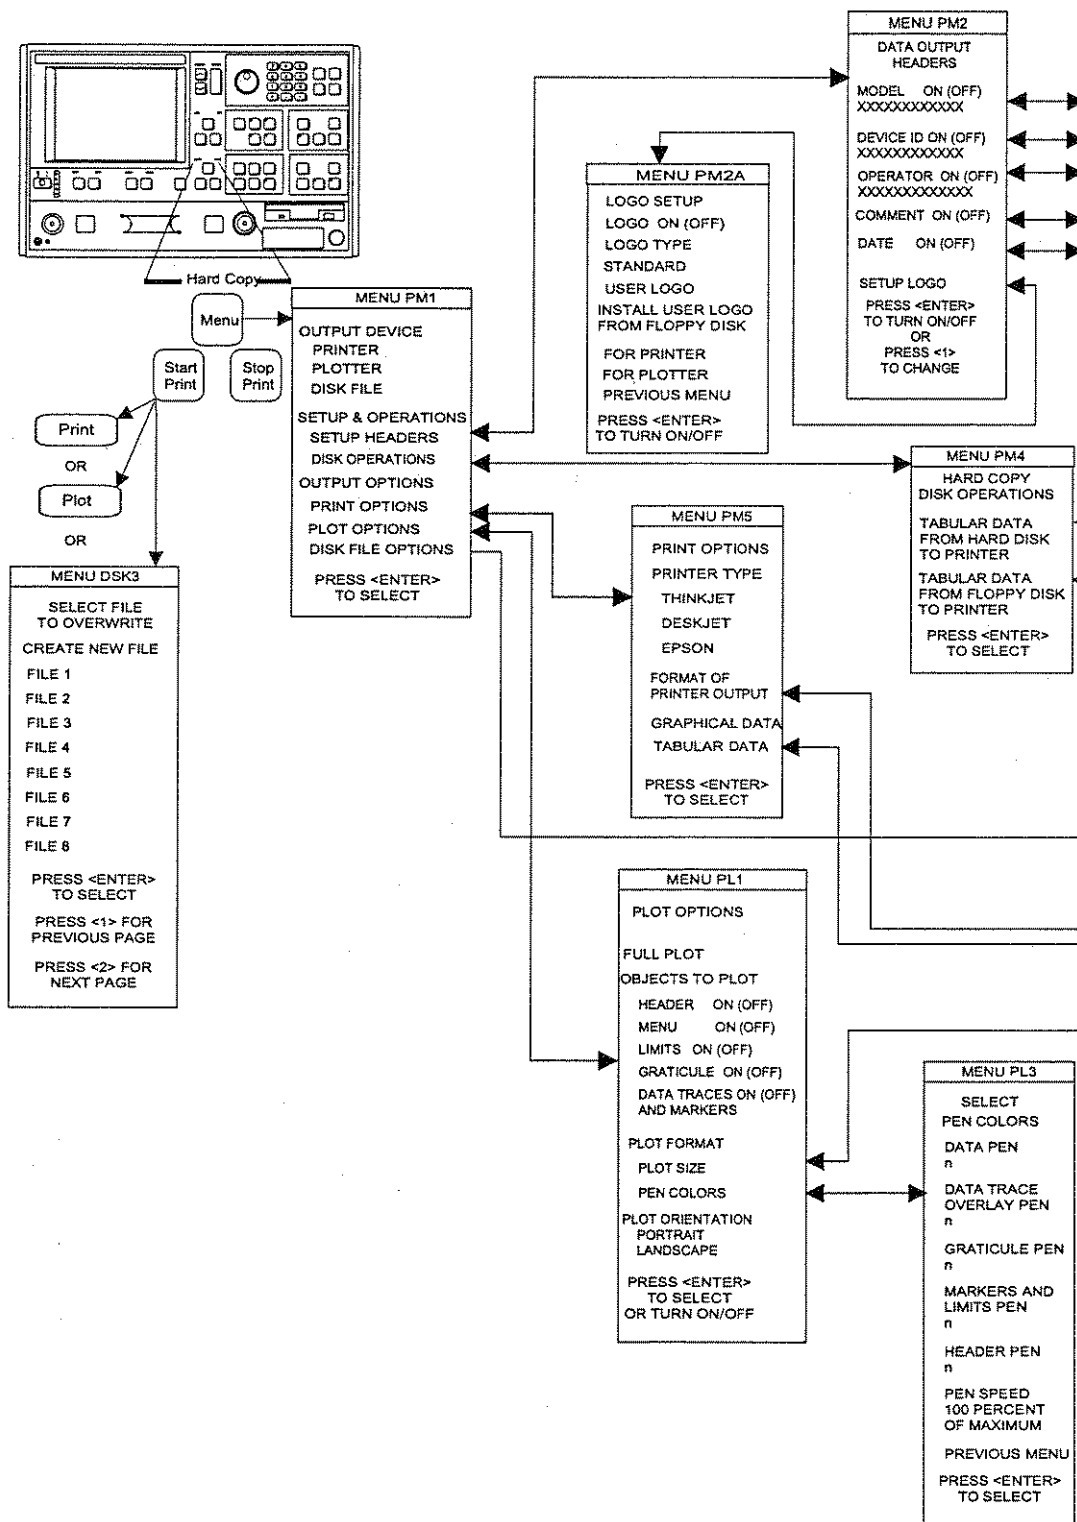 Hard Copy
Menu
Start
Print
Stop
Print
Print
OR
Plot
OR
MENU DSK3
SELECT FILE
TO OVERWRITE
CREATE NEW FILE
FILE 1
FILE 2
FILE 3
FILE 4
FILE 5
FILE 6
FILE 7
FILE 8
PRESS <ENTER>
TO SELECT
PRESS <1> FOR
PREVIOUS PAGE
PRESS <2> FOR
NEXT PAGE
MENU PM1
OUTPUT DEVICE
PRINTER
PLOTTER
DISK FILE
SETUP & OPERATIONS
SETUP HEADERS
DISK OPERATIONS
OUTPUT OPTIONS
PRINT OPTIONS
PLOT OPTIONS
DISK FILE OPTIONS
PRESS <ENTER>
TO SELECT
MENU PM2A
LOGO SETUP
LOGO ON (OFF)
LOGO TYPE
STANDARD
USER LOGO
INSTALL USER LOGO
FROM FLOPPY DISK
FOR PRINTER
FOR PLOTTER
PREVIOUS MENU
PRESS <ENTER>
TO TURN ON/OFF
MENU PM2
DATA OUTPUT
HEADERS
MODEL ON (OFF)
XXXXXXXXXXXX
DEVICE ID ON (OFF)
XXXXXXXXXXXX
OPERATOR ON (OFF)
XXXXXXXXXXXXX
COMMENT ON (OFF)
DATE ON (OFF)
SETUP LOGO
PRESS <ENTER>
TO TURN ON/OFF
OR
PRESS <1>
TO CHANGE
MENU PM4
HARD COPY
DISK OPERATIONS
TABULAR DATA
FROM HARD DISK
TO PRINTER
TABULAR DATA
FROM FLOPPY DISK
TO PRINTER
PRESS <ENTER>
TO SELECT
MENU PM5
PRINT OPTIONS
PRINTER TYPE
THINKJET
DESKJET
EPSON
FORMAT OF
PRINTER OUTPUT
GRAPHICAL DATA
TABULAR DATA
PRESS <ENTER>
TO SELECT
MENU PL1
PLOT OPTIONS
FULL PLOT
OBJECTS TO PLOT
HEADER ON (OFF)
MENU ON (OFF)
LIMITS ON (OFF)
GRATICULE ON (OFF)
DATA TRACES ON (OFF)
AND MARKERS
PLOT FORMAT
PLOT SIZE
PEN COLORS
PLOT ORIENTATION
PORTRAIT
LANDSCAPE
PRESS <ENTER>
TO SELECT
OR TURN ON/OFF
MENU PL3
SELECT
PEN COLORS
DATA PEN
n
DATA TRACE
OVERLAY PEN
n
GRATICULE PEN
n
MARKERS AND
LIMITS PEN
n
HEADER PEN
n
PEN SPEED
100 PERCENT
OF MAXIMUM
PREVIOUS MENU
PRESS <ENTER>
TO SELECT